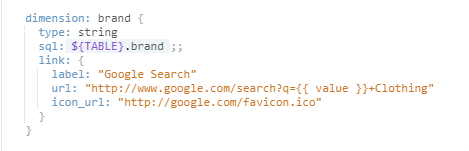 dimension: brand {
type: string
sql: ${TABLE}.brand ;;
link: {
label: "Google Search"
url: "http://www.google.com/search?q={{ value }}+Clothing"
icon_url: "http://google.com/favicon.ico"
}
}